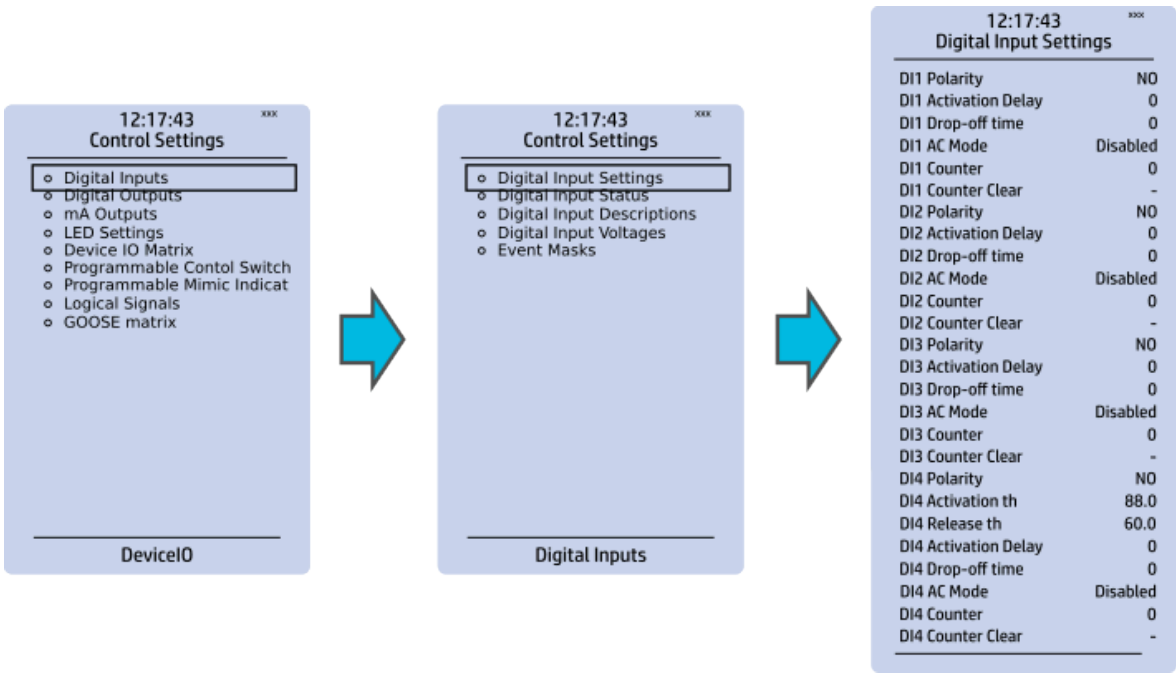 12:17:43 xxx
Control Settings
Digital Inputs
Digital Outputs
mA Outputs
LED Settings
Device IO Matrix
Programmable Contol Switch
Programmable Mimic Indicat
Logical Signals
GOOSE matrix
DeviceIO
12:17:43 xxx
Control Settings
Digital Input Settings
Digital Input Status
Digital Input Descriptions
Digital Input Voltages
Event Masks
Digital Inputs
12:17:43 xxx
Digital Input Settings
DI1 Polarity NO
DI1 Activation Delay 0
DI1 Drop-off time 0
DI1 AC Mode Disabled
DI1 Counter 0
DI1 Counter Clear -
DI2 Polarity NO
DI2 Activation Delay 0
DI2 Drop-off time 0
DI2 AC Mode Disabled
DI2 Counter 0
DI2 Counter Clear -
DI3 Polarity NO
DI3 Activation Delay 0
DI3 Drop-off time 0
DI3 AC Mode Disabled
DI3 Counter 0
DI3 Counter Clear -
DI4 Polarity NO
DI4 Activation th 88.0
DI4 Release th 60.0
DI4 Activation Delay 0
DI4 Drop-off time 0
DI4 AC Mode Disabled
DI4 Counter 0
DI4 Counter Clear -